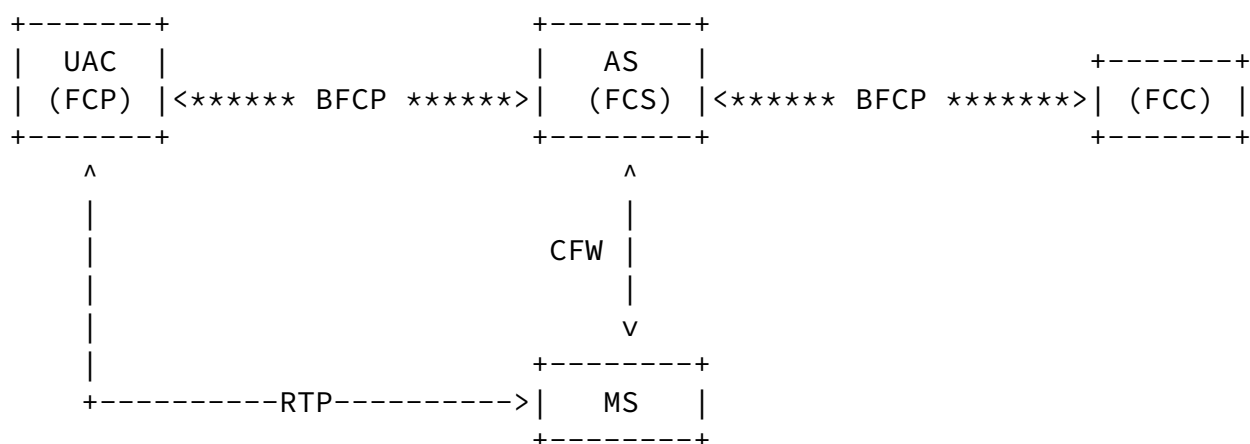 UAC AS
(FCP) <****** BFCP ******> (FCS) <****** BFCP *******> (FCC)
CFW
RTP MS